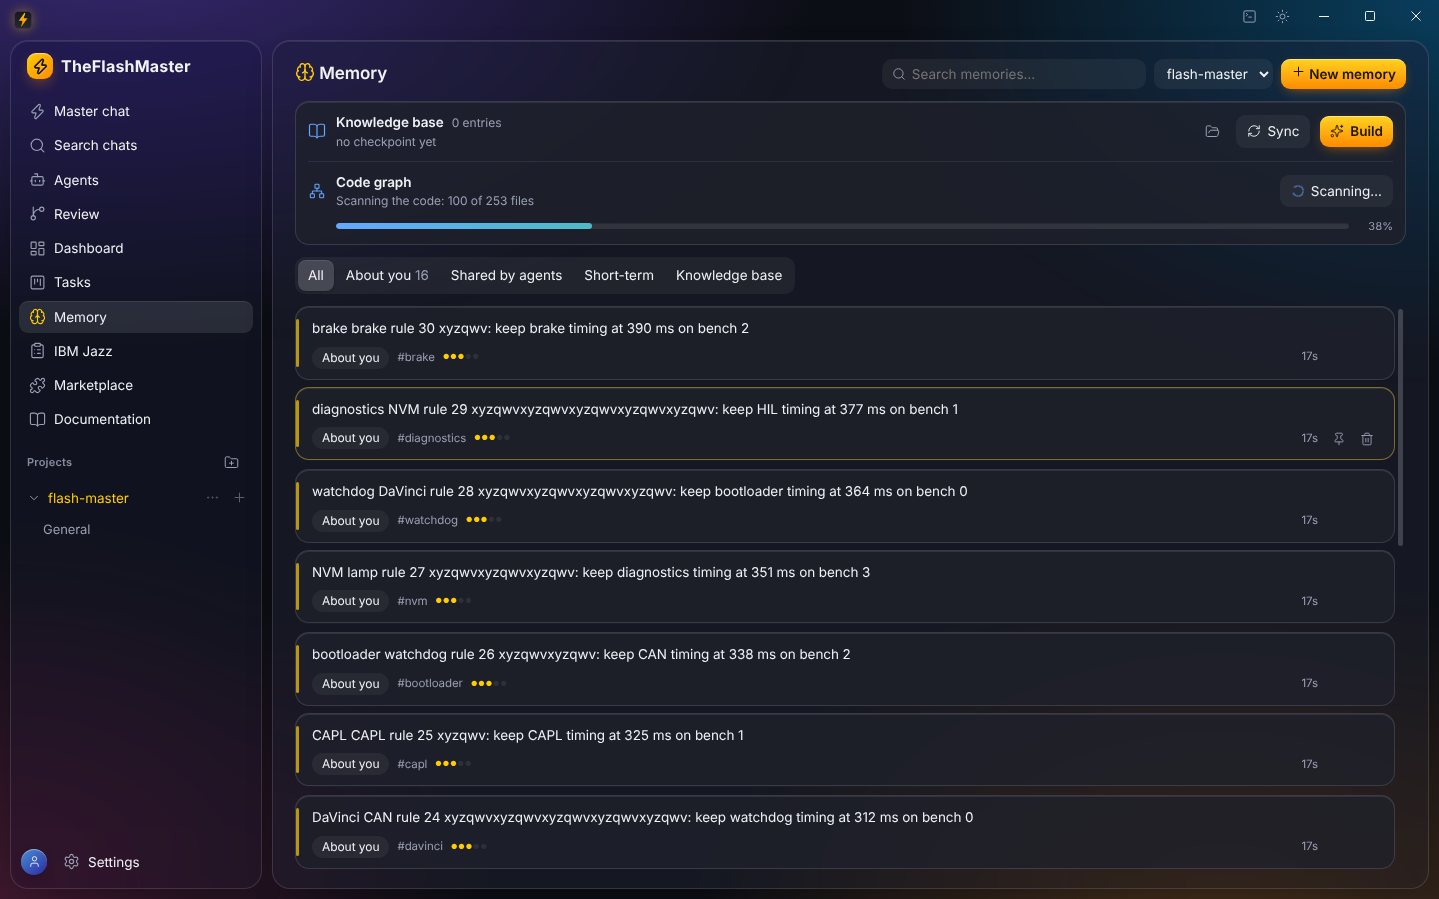 TheFlashMaster
Master chat
Search chats
Agents
Review
Dashboard
Tasks
Memory
IBM Jazz
Marketplace
Documentation
Projects
flash-master
General
Settings
Memory
Search memories...
flash-master
New memory
Knowledge base 0 entries
no checkpoint yet
Sync
Build
Code graph
Scanning the code: 100 of 253 files
Scanning...
38%
All About you 16 Shared by agents Short-term Knowledge base
brake brake rule 30 xyzqwv: keep brake timing at 390 ms on bench 2
About you #brake 17s
diagnostics NVM rule 29 xyzqwvxyzqwvxyzqwvxyzqwvxyzqwv: keep HIL timing at 377 ms on bench 1
About you #diagnostics 17s
watchdog DaVinci rule 28 xyzqwvxyzqwvxyzqwvxyzqwv: keep bootloader timing at 364 ms on bench 0
About you #watchdog 17s
NVM lamp rule 27 xyzqwvxyzqwvxyzqwv: keep diagnostics timing at 351 ms on bench 3
About you #nvm 17s
bootloader watchdog rule 26 xyzqwvxyzqwv: keep CAN timing at 338 ms on bench 2
About you #bootloader 17s
CAPL CAPL rule 25 xyzqwv: keep CAPL timing at 325 ms on bench 1
About you #capl 17s
DaVinci CAN rule 24 xyzqwvxyzqwvxyzqwvxyzqwvxyzqwv: keep watchdog timing at 312 ms on bench 0
About you #davinci 17s